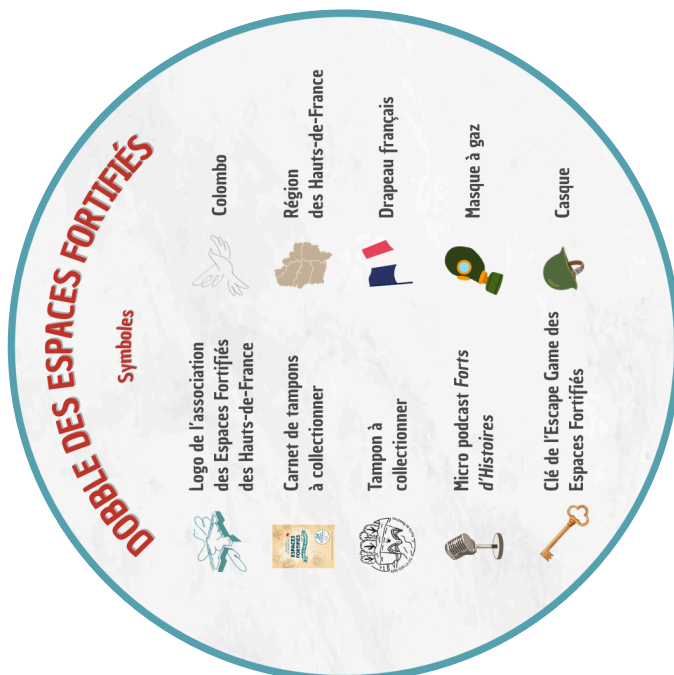 DOBBLE DES ESPACES FORTIFIÉS
Symboles
Logo de l'association
des Espaces Fortifiés
des Hauts-de-France
Carnet de tampons
à collectionner
Tampon à
collectionner
Micro podcast Forts
d'Histoires
Clé de l'Escape Game des
Espaces Fortifiés
Colombo
Région
des Hauts-de-France
Drapeau français
Masque à gaz
Casque
ESPACES
FORTIFIÉS